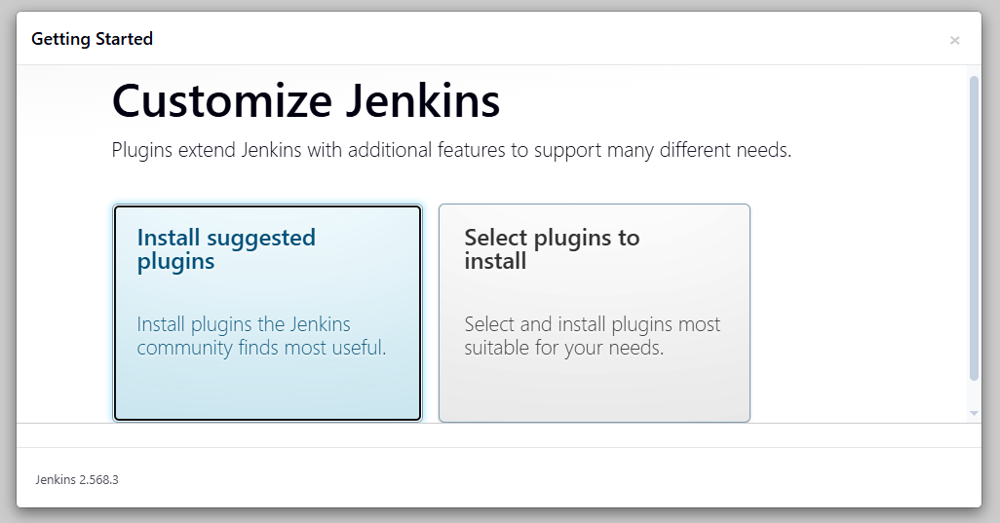 Getting Started
×
Customize Jenkins
Plugins extend Jenkins with additional features to support many different needs.
Install suggested
plugins
Install plugins the Jenkins
community finds most useful.
Select plugins to
install
Select and install plugins most
suitable for your needs.
Jenkins 2.568.3